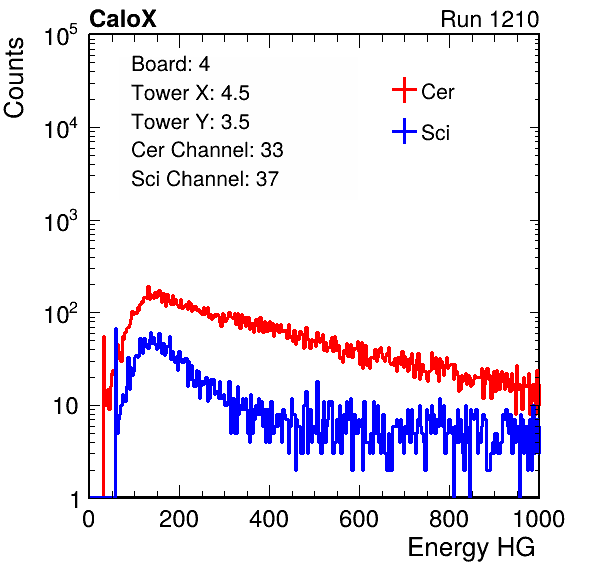 CaloX Run 1210
Counts
10^5
10^4
10^3
10^2
10
1
Board: 4
Tower X: 4.5
Tower Y: 3.5
Cer Channel: 33
Sci Channel: 37
Cer
Sci
0 200 400 600 800 1000
Energy HG